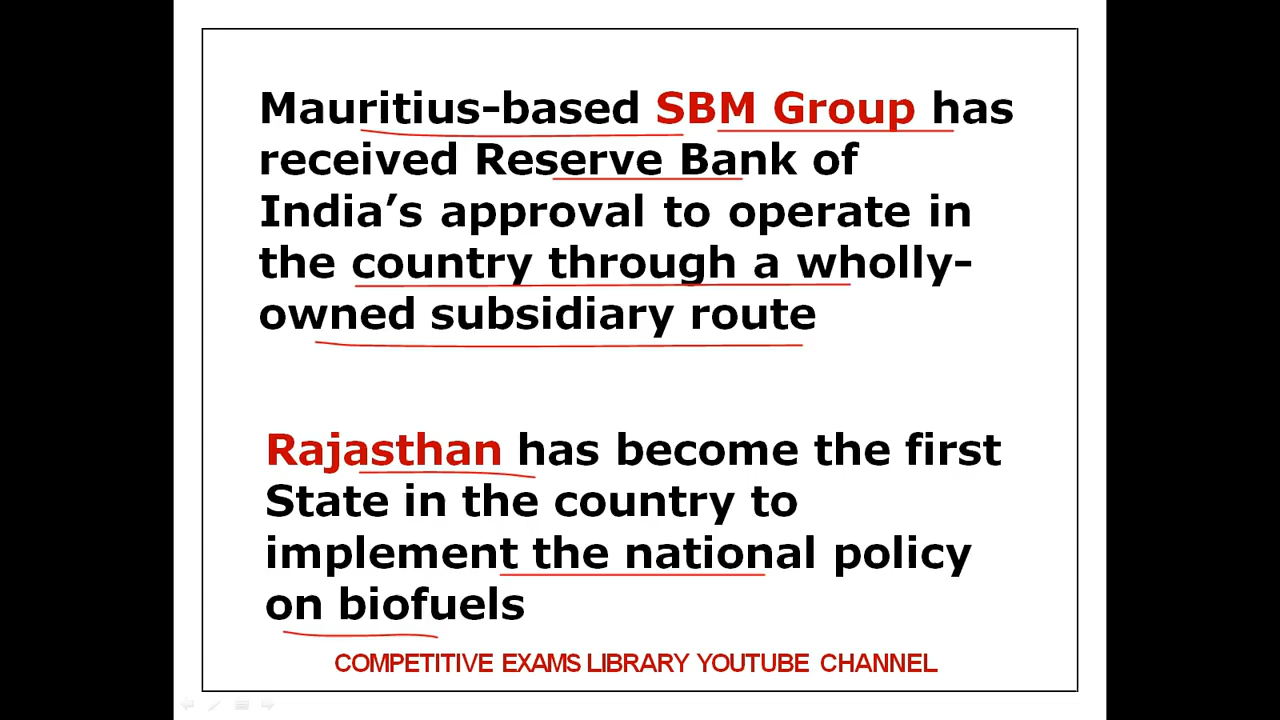 Mauritius-based SBM Group has
received Reserve Bank of
India’s approval to operate in
the country through a wholly-
owned subsidiary route
Rajasthan has become the first
State in the country to
implement the national policy
on biofuels
COMPETITIVE EXAMS LIBRARY YOUTUBE CHANNEL